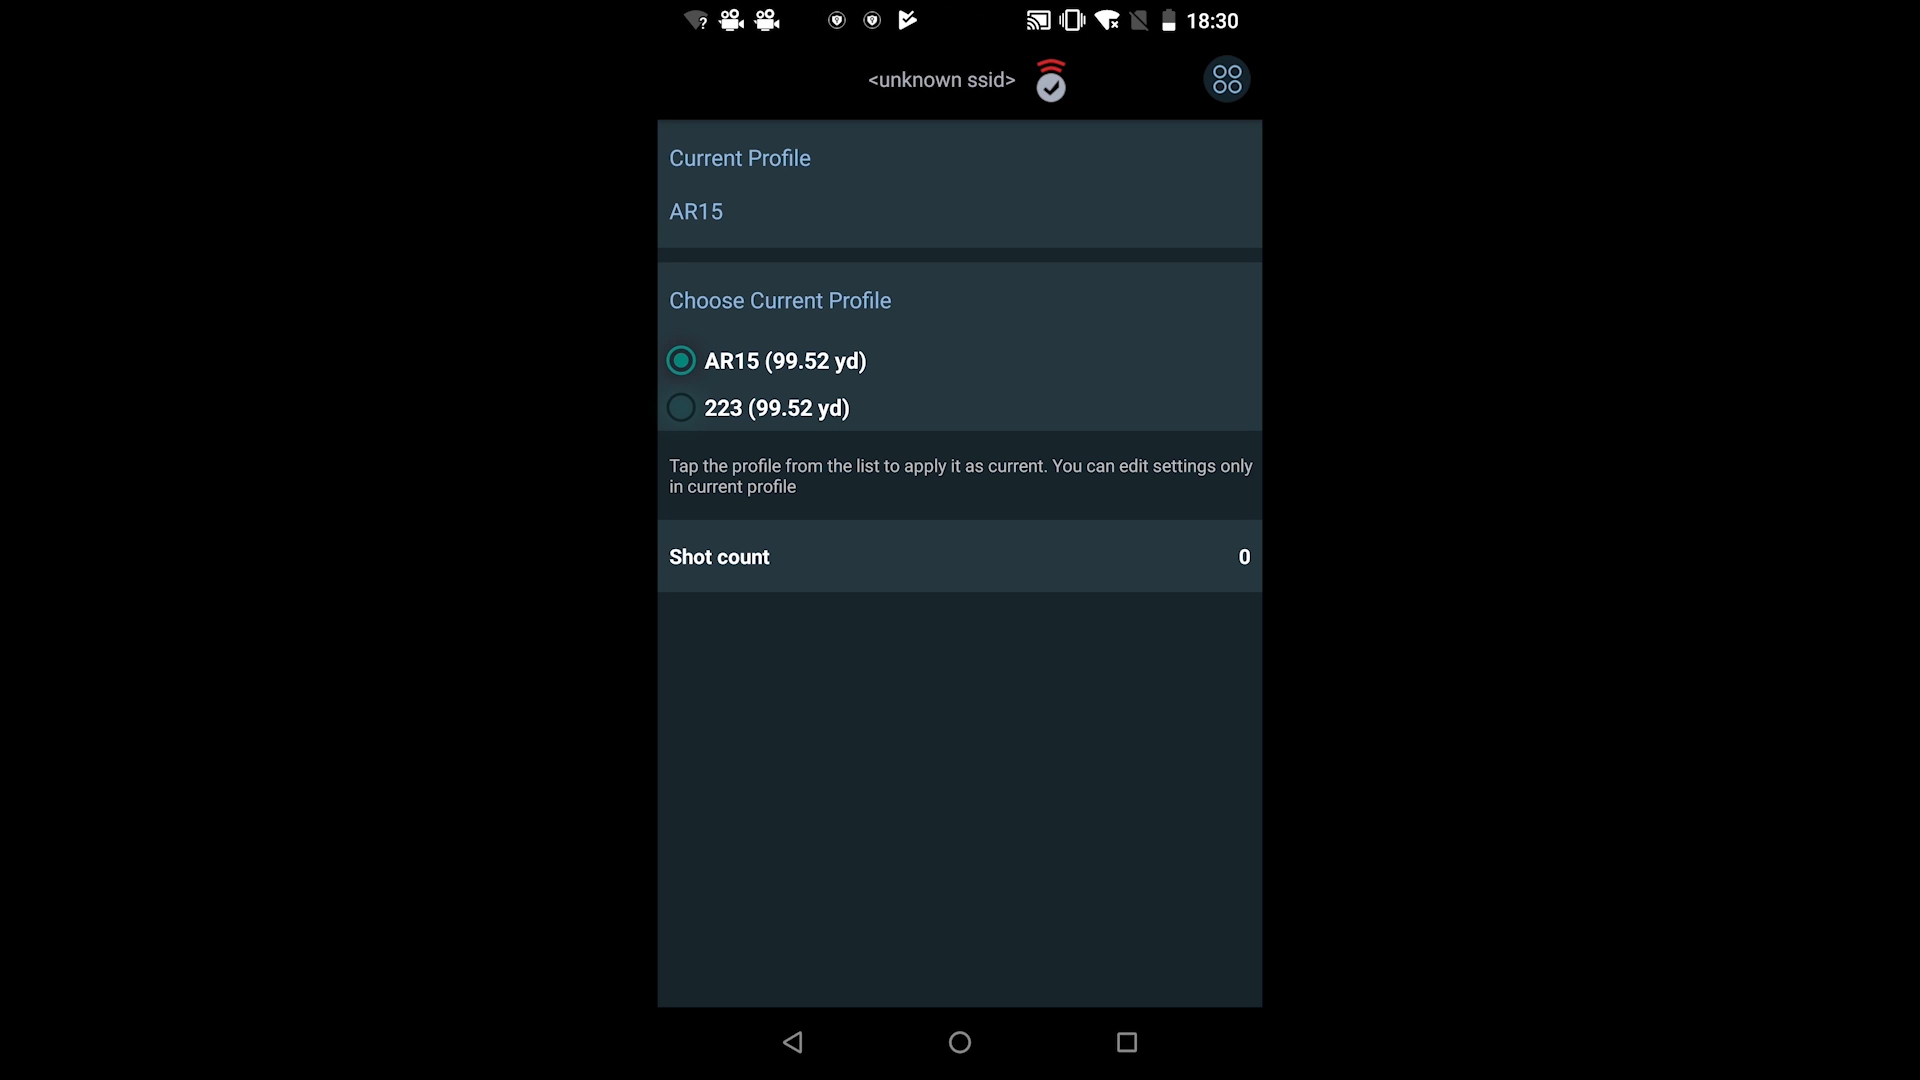 18:30
<unknown ssid>
Current Profile
AR15
Choose Current Profile
AR15 (99.52 yd)
223 (99.52 yd)
Tap the profile from the list to apply it as current. You can edit settings only
in current profile
Shot count 0